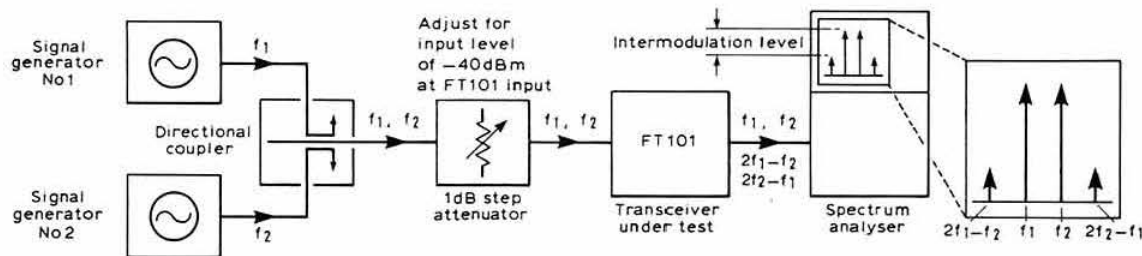 Signal
generator
No1
f1
Adjust for
input level
of −40dBm
at FT101 input
Directional
coupler
f1, f2
1dB step
attenuator
f1, f2
FT101
Transceiver
under test
f1, f2
2f1−f2
2f2−f1
Intermodulation level
Spectrum
analyser
2f1−f2
f1
f2
2f2−f1
Signal
generator
No2
f2